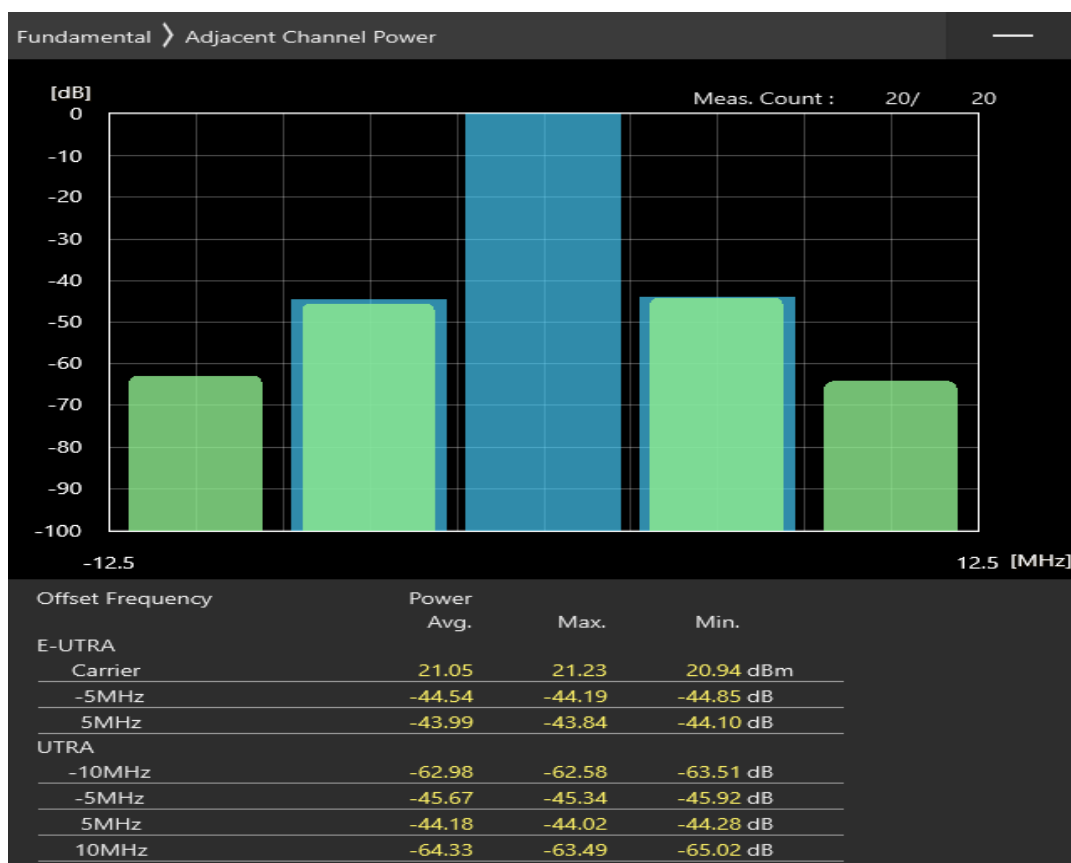 Fundamental 〉 Adjacent Channel Power
[dB]
Meas. Count : 20/ 20
0
-10
-20
-30
-40
-50
-60
-70
-80
-90
-100
-12.5 12.5 [MHz]
Offset Frequency Power
Avg. Max. Min.
E-UTRA
Carrier 21.05 21.23 20.94 dBm
-5MHz -44.54 -44.19 -44.85 dB
5MHz -43.99 -43.84 -44.10 dB
UTRA
-10MHz -62.98 -62.58 -63.51 dB
-5MHz -45.67 -45.34 -45.92 dB
5MHz -44.18 -44.02 -44.28 dB
10MHz -64.33 -63.49 -65.02 dB